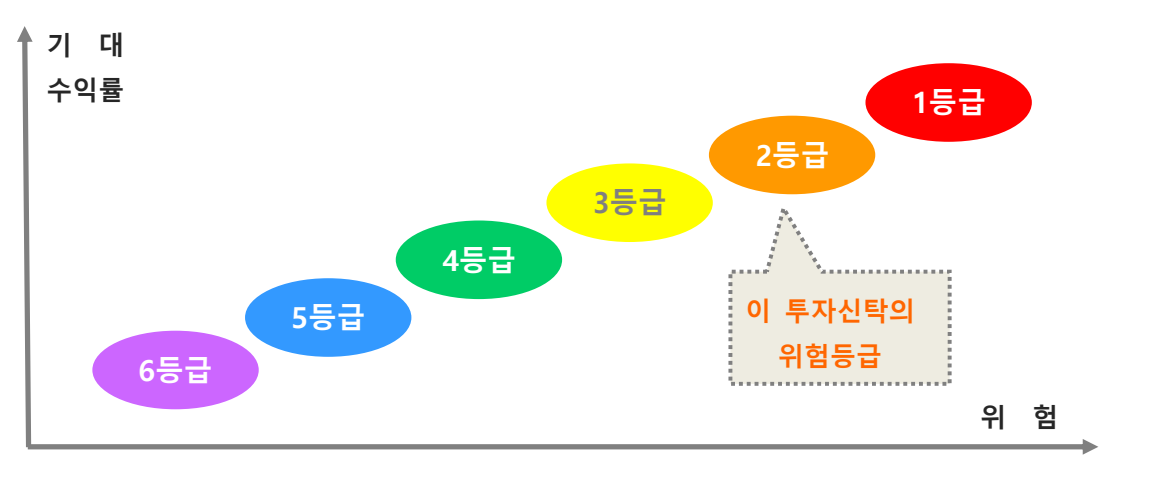 기 대
수익률
1등급
2등급
3등급
4등급
5등급
6등급
이 투자신탁의
위험등급
위 험